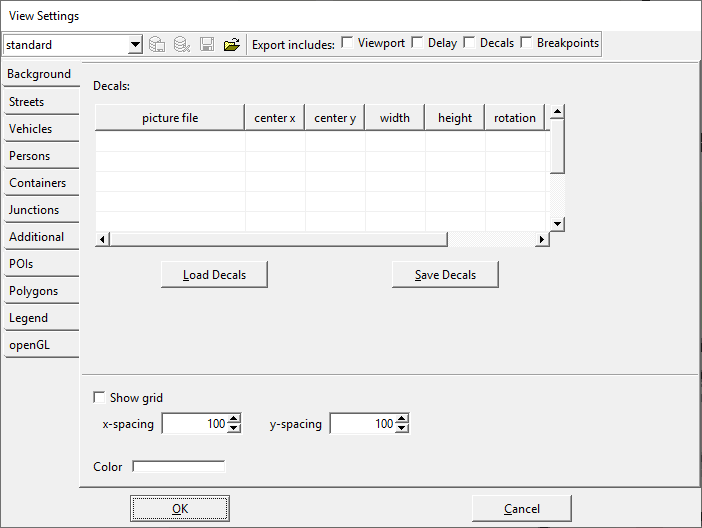 View Settings
standard
Export includes: Viewport Delay Decals Breakpoints
Background
Streets
Vehicles
Persons
Containers
Junctions
Additional
POIs
Polygons
Legend
openGL
Decals:
picture file center x center y width height rotation
Load Decals Save Decals
Show grid
x-spacing 100 y-spacing 100
Color
OK Cancel